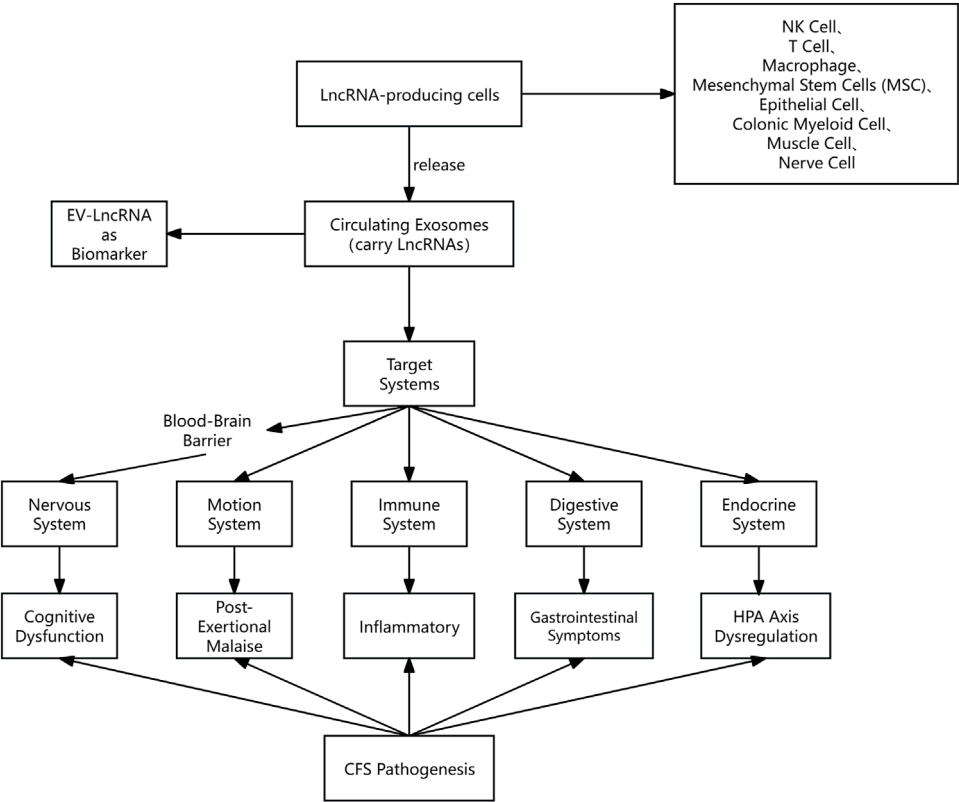 NK Cell、
T Cell、
Macrophage、
Mesenchymal Stem Cells (MSC)、
Epithelial Cell、
Colonic Myeloid Cell、
Muscle Cell、
Nerve Cell
LncRNA-producing cells
release
EV-LncRNA
as
Biomarker
Circulating Exosomes
(carry LncRNAs)
Target
Systems
Blood-Brain
Barrier
Nervous
System
Motion
System
Immune
System
Digestive
System
Endocrine
System
Cognitive
Dysfunction
Post-
Exertional
Malaise
Inflammatory
Gastrointestinal
Symptoms
HPA Axis
Dysregulation
CFS Pathogenesis